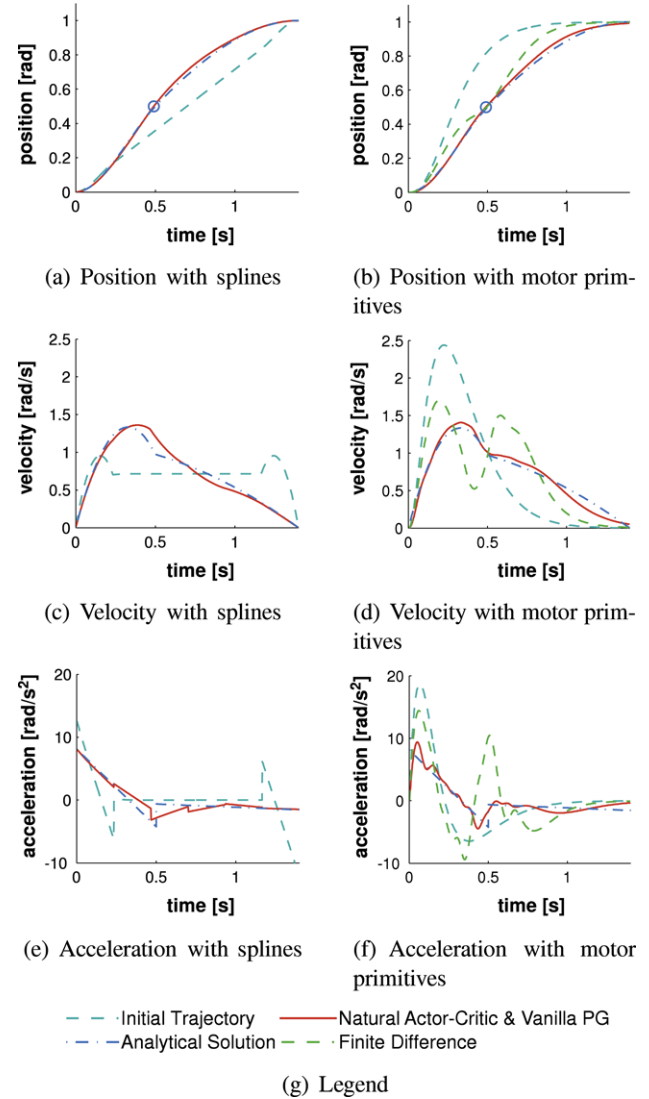 position [rad]
1
0.8
0.6
0.4
0.2
0
0 0.5 1
time [s]
(a) Position with splines
position [rad]
1
0.8
0.6
0.4
0.2
0
0 0.5 1
time [s]
(b) Position with motor prim-
itives
velocity [rad/s]
2.5
2
1.5
1
0.5
0
0 0.5 1
time [s]
(c) Velocity with splines
velocity [rad/s]
2.5
2
1.5
1
0.5
0
0 0.5 1
time [s]
(d) Velocity with motor prim-
itives
acceleration [rad/s²]
20
10
0
-10
0 0.5 1
time [s]
(e) Acceleration with splines
acceleration [rad/s²]
20
10
0
-10
0 0.5 1
time [s]
(f) Acceleration with motor
primitives
Initial Trajectory Natural Actor-Critic & Vanilla PG
Analytical Solution Finite Difference
(g) Legend